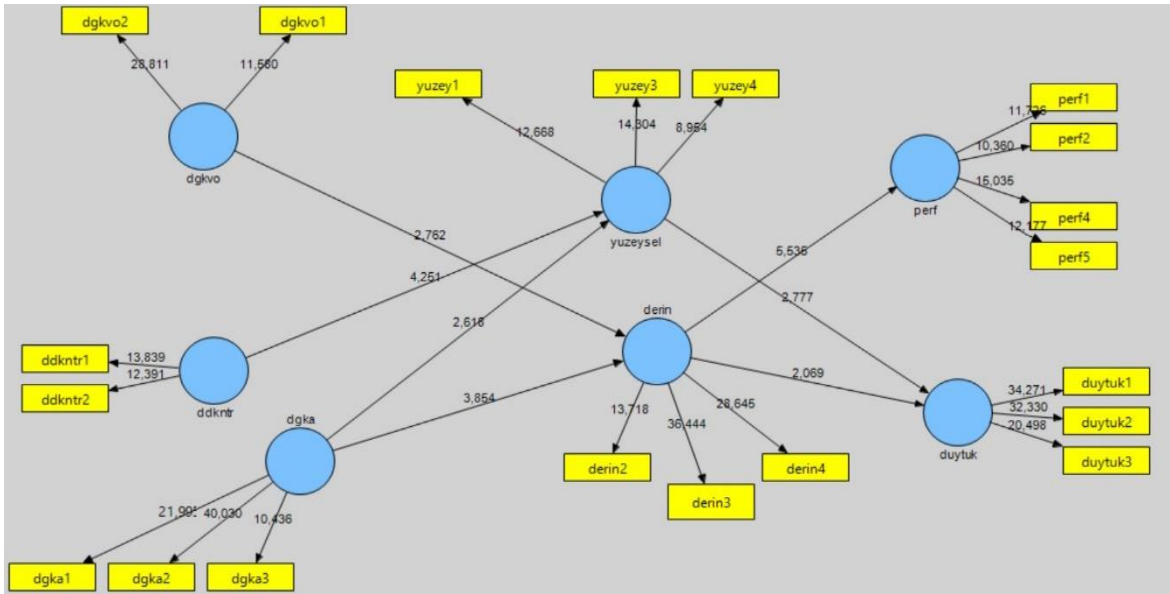 dgkvo2
dgkvo1
28,811
11,580
dgkvo
yuzey1
yuzey3
yuzey4
12,668
14,304
8,954
yuzeysel
perf1
perf2
perf4
perf5
10,360
15,035
12,177
perf
2,762
4,251
2,618
5,535
2,777
ddkntr1
ddkntr2
13,839
12,391
ddkntr
dgka
3,854
derin
2,069
13,718
36,444
28,645
derin2
derin3
derin4
34,271
32,330
20,498
duytuk1
duytuk2
duytuk3
duytuk
40,030
10,436
dgka1
dgka2
dgka3